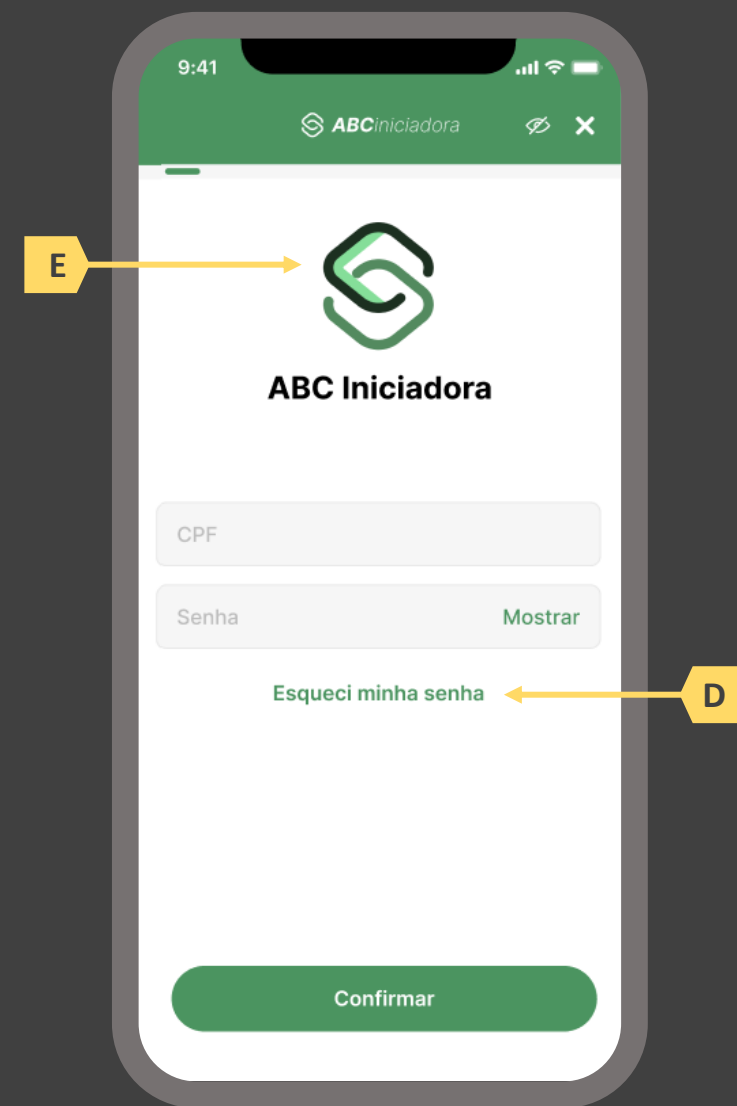 9:41
ABCiniciadora
E
ABC Iniciadora
CPF
Senha Mostrar
Esqueci minha senha
D
Confirmar